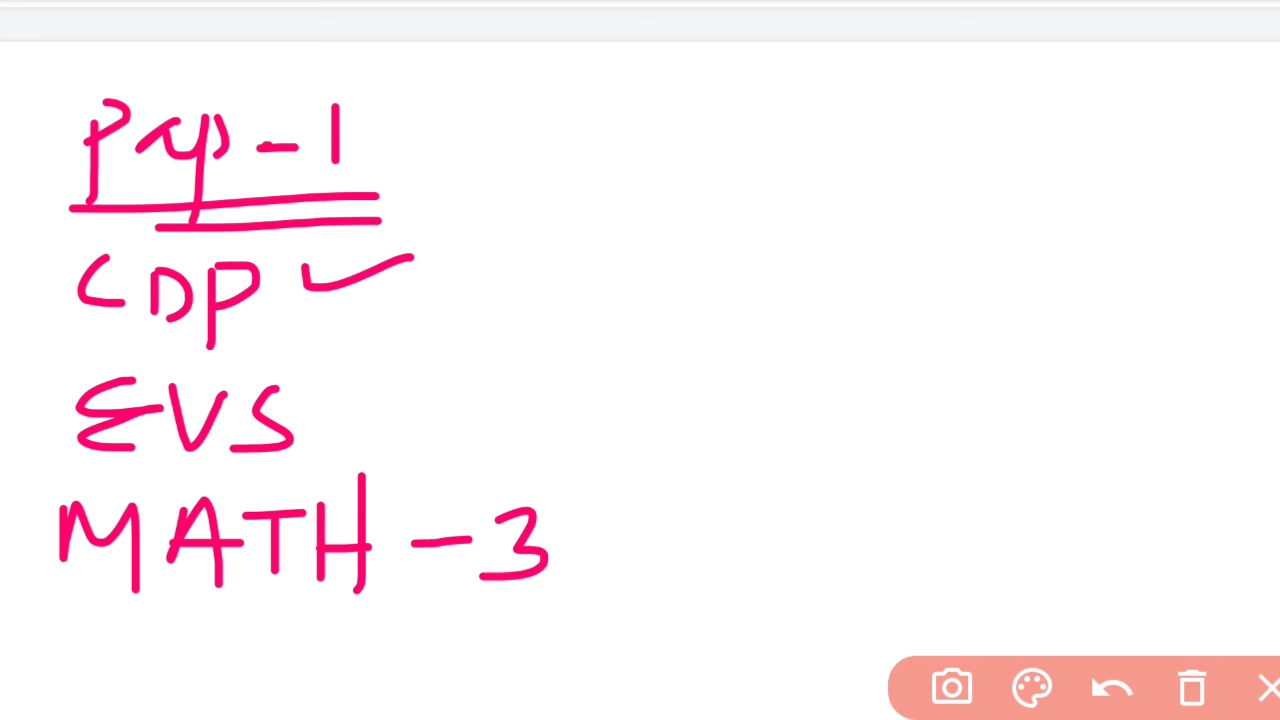 Pap-1
CDP ✓
EVS
MATH-3